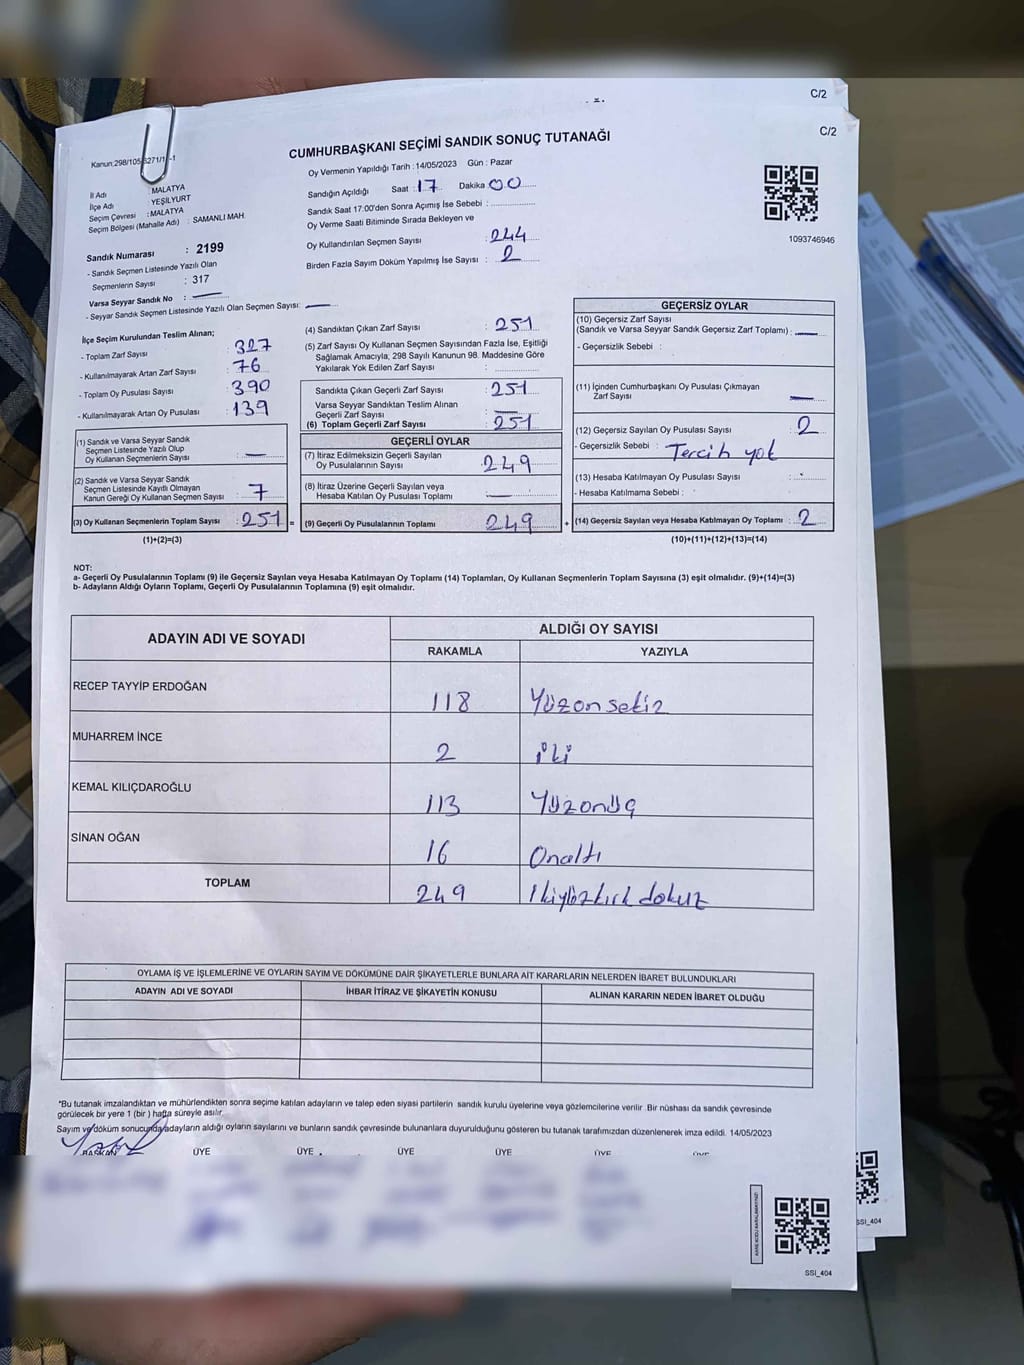 C/2
C/2
Kanun:298/105
CUMHURBAŞKANI SEÇİMİ SANDIK SONUÇ TUTANAĞI
Oy Vermenin Yapıldığı Tarih : 14/05/2023 Gün : Pazar
İl Adı : MALATYA
İlçe Adı : YEŞİLYURT
Seçim Çevresi : MALATYA
Seçim Bölgesi (Mahalle Adı) : SAMANLI MAH.
Sandığın Açıldığı Saat : 17 Dakika 00
Sandık Saat 17:00'den Sonra Açımış İse Sebebi :
Oy Verme Saati Bitiminde Sırada Bekleyen ve
Oy Kullandırılan Seçmen Sayısı : 244
Birden Fazla Sayım Döküm Yapılmış İse Sayısı : 2
1093746946
Sandık Numarası : 2199
- Sandık Seçmen Listesinde Yazılı Olan
Seçmenlerin Sayısı : 317
Varsa Seyyar Sandık No :
- Seyyar Sandık Seçmen Listesinde Yazılı Olan Seçmen Sayısı:
İlçe Seçim Kurulundan Teslim Alınan;
- Toplam Zarf Sayısı : 327
- Kullanılmayarak Artan Zarf Sayısı : 76
- Toplam Oy Pusulası Sayısı : 390
- Kullanılmayarak Artan Oy Pusulası : 139
(1) Sandık ve Varsa Seyyar Sandık
Seçmen Listesinde Yazılı Olup
Oy Kullanan Seçmenlerin Sayısı :
(2) Sandık ve Varsa Seyyar Sandık
Seçmen Listesinde Kayıtlı Olmayan
Kanun Gereği Oy Kullanan Seçmen Sayısı : 7
(3) Oy Kullanan Seçmenlerin Toplam Sayısı : 251 =
(1)+(2)=(3)
(4) Sandıktan Çıkan Zarf Sayısı : 251
(5) Zarf Sayısı Oy Kullanan Seçmen Sayısından Fazla İse, Eşitliği
Sağlamak Amacıyla, 298 Sayılı Kanunun 98. Maddesine Göre
Yakılarak Yok Edilen Zarf Sayısı :
Sandıkta Çıkan Geçerli Zarf Sayısı : 251
Varsa Seyyar Sandıktan Teslim Alınan
Geçerli Zarf Sayısı :
(6) Toplam Geçerli Zarf Sayısı : 251
GEÇERLİ OYLAR
(7) İtiraz Edilmeksizin Geçerli Sayılan
Oy Pusulalarının Sayısı : 249
(8) İtiraz Üzerine Geçerli Sayılan veya
Hesaba Katılan Oy Pusulası Toplamı :
(9) Geçerli Oy Pusulalarının Toplamı : 249 +
GEÇERSİZ OYLAR
(10) Geçersiz Zarf Sayısı
(Sandık ve Varsa Seyyar Sandık Geçersiz Zarf Toplamı) :
- Geçersizlik Sebebi :
(11) İçinden Cumhurbaşkanı Oy Pusulası Çıkmayan
Zarf Sayısı :
(12) Geçersiz Sayılan Oy Pusulası Sayısı : 2
- Geçersizlik Sebebi : Tercih yok
(13) Hesaba Katılmayan Oy Pusulası Sayısı :
- Hesaba Katılmama Sebebi :
(14) Geçersiz Sayılan veya Hesaba Katılmayan Oy Toplamı : 2
(10)+(11)+(12)+(13)=(14)
NOT:
a- Geçerli Oy Pusulalarının Toplamı (9) ile Geçersiz Sayılan veya Hesaba Katılmayan Oy Toplamı (14) Toplamları, Oy Kullanan Seçmenlerin Toplam Sayısına (3) eşit olmalıdır. (9)+(14)=(3)
b- Adayların Aldığı Oyların Toplamı, Geçerli Oy Pusulalarının Toplamına (9) eşit olmalıdır.
ADAYIN ADI VE SOYADI ALDIĞI OY SAYISI
RAKAMLA YAZIYLA
RECEP TAYYİP ERDOĞAN 118 Yüzonsekiz
MUHARREM İNCE 2 iki
KEMAL KILIÇDAROĞLU 113 Yüzonüç
SİNAN OĞAN 16 Onaltı
TOPLAM 249 İkiyüzkırk dokuz
OYLAMA İŞ VE İŞLEMLERİNE VE OYLARIN SAYIM VE DÖKÜMÜNE DAİR ŞİKAYETLERLE BUNLARA AİT KARARLARIN NELERDEN İBARET BULUNDUKLARI
ADAYIN ADI VE SOYADI İHBAR İTİRAZ VE ŞİKAYETİN KONUSU ALINAN KARARIN NEDEN İBARET OLDUĞU
*Bu tutanak imzalandıktan ve mühürlendikten sonra seçime katılan adayların ve talep eden siyasi partilerin sandık kurulu üyelerine veya gözlemcilerine verilir. Bir nüshası da sandık çevresinde
görülecek bir yere 1 (bir ) hafta süreyle asılır.
Sayım ve döküm sonucunda adayların aldığı oyların sayılarını ve bunların sandık çevresinde bulunanlara duyurulduğunu gösteren bu tutanak tarafımızdan düzenlenerek imza edildi. 14/05/2023
BAŞKAN ÜYE ÜYE ÜYE ÜYE ÜYE ÜYE
SSI_404
SSI_404